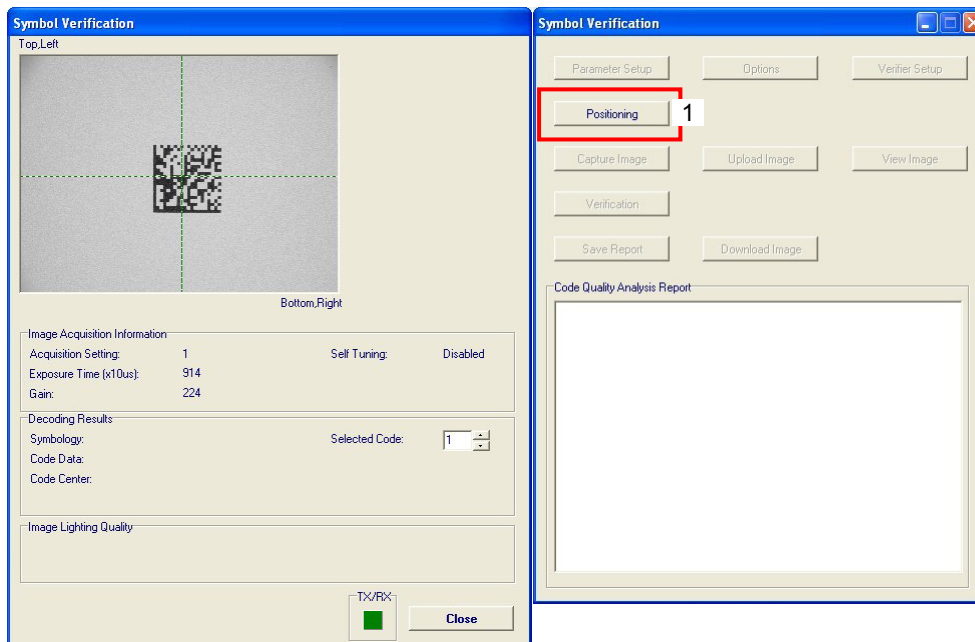 Symbol Verification
Top,Left
Bottom,Right
Image Acquisition Information
Acquisition Setting: 1 Self Tuning: Disabled
Exposure Time (x10us): 914
Gain: 224
Decoding Results
Symbology: Selected Code: 1
Code Data:
Code Center:
Image Lighting Quality
TX/RX
Close
Symbol Verification
Parameter Setup Options Verifier Setup
Positioning 1
Capture Image Upload Image View Image
Verification
Save Report Download Image
Code Quality Analysis Report